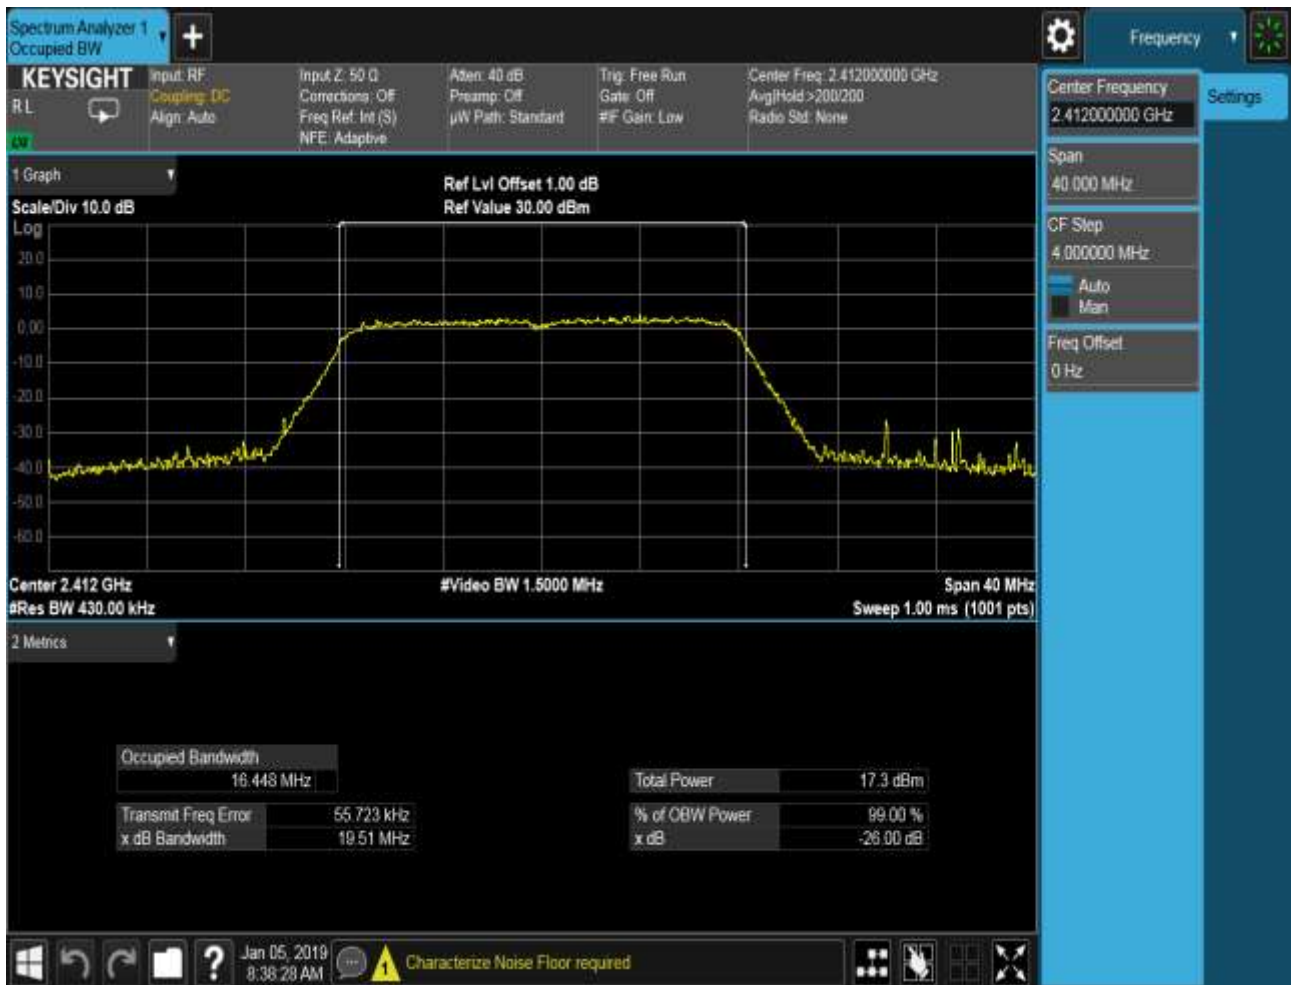 Spectrum Analyzer 1
Occupied BW
Frequency
KEYSIGHT
R L
Input: RF
Coupling: DC
Align: Auto
Input Z: 50 Ω
Corrections: Off
Freq Ref: Int (S)
NFE: Adaptive
Atten: 40 dB
Preamp: Off
µW Path: Standard
Trig: Free Run
Gate: Off
#IF Gain: Low
Center Freq: 2.412000000 GHz
Avg|Hold >200/200
Radio Std: None
Center Frequency
2.412000000 GHz
Settings
Span
40.000 MHz
CF Step
4.000000 MHz
Auto
Man
Freq Offset
0 Hz
1 Graph
Scale/Div 10.0 dB
Ref Lvl Offset 1.00 dB
Ref Value 30.00 dBm
Log
20.0
10.0
0.00
-10.0
-20.0
-30.0
-40.0
-50.0
-60.0
Center 2.412 GHz
#Video BW 1.5000 MHz
Span 40 MHz
#Res BW 430.00 kHz
Sweep 1.00 ms (1001 pts)
2 Metrics
Occupied Bandwidth
16.448 MHz
Total Power 17.3 dBm
Transmit Freq Error 55.723 kHz
% of OBW Power 99.00 %
x dB Bandwidth 19.51 MHz
x dB -26.00 dB
Jan 05, 2019
8:38:28 AM
1
Characterize Noise Floor required